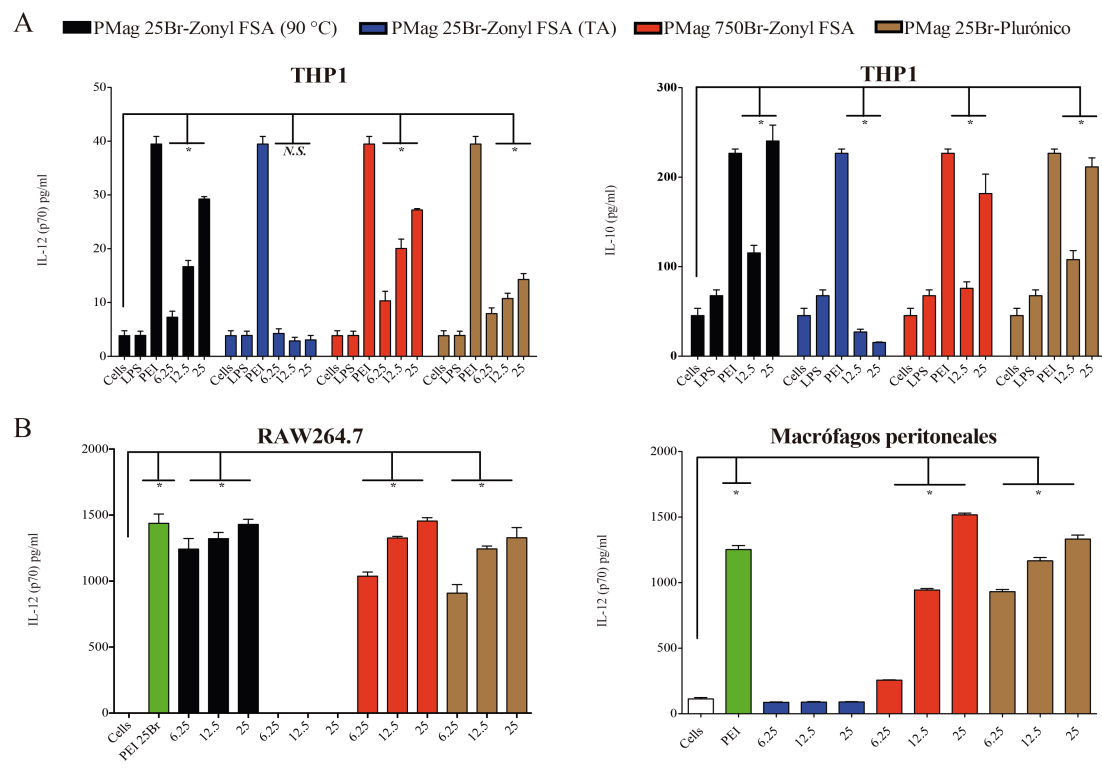 A
PMag 25Br-Zonyl FSA (90 °C)
PMag 25Br-Zonyl FSA (TA)
PMag 750Br-Zonyl FSA
PMag 25Br-Plurónico
THP1
IL-12 (p70) pg/ml
50
40
30
20
10
0
* N.S. * *
Cells LPS PEI 6.25 12.5 25 Cells LPS PEI 6.25 12.5 25 Cells LPS PEI 6.25 12.5 25 Cells LPS PEI 6.25 12.5 25
THP1
IL-10 (pg/ml)
300
200
100
0
* * * *
Cells LPS PEI 12.5 25 Cells LPS PEI 12.5 25 Cells LPS PEI 12.5 25 Cells LPS PEI 12.5 25
B
RAW264.7
IL-12 (p70) pg/ml
2000
1500
1000
500
0
* * * *
Cells PEI 25Br 6.25 12.5 25 6.25 12.5 25 6.25 12.5 25 6.25 12.5 25
Macrófagos peritoneales
IL-12 (p70) pg/ml
2000
1500
1000
500
0
* * *
Cells PEI 6.25 12.5 25 6.25 12.5 25 6.25 12.5 25